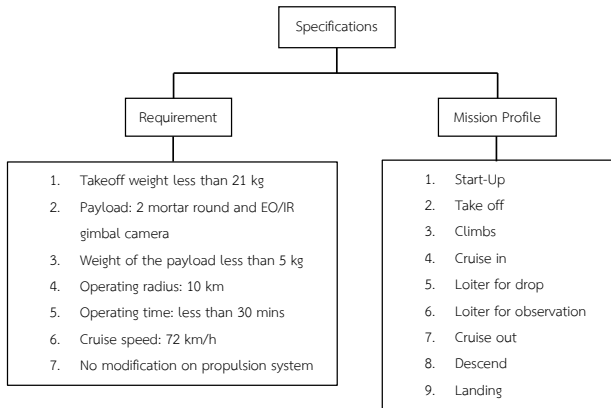 Specifications
Requirement
1. Takeoff weight less than 21 kg
2. Payload: 2 mortar round and EO/IR
gimbal camera
3. Weight of the payload less than 5 kg
4. Operating radius: 10 km
5. Operating time: less than 30 mins
6. Cruise speed: 72 km/h
7. No modification on propulsion system
Mission Profile
1. Start-Up
2. Take off
3. Climbs
4. Cruise in
5. Loiter for drop
6. Loiter for observation
7. Cruise out
8. Descend
9. Landing